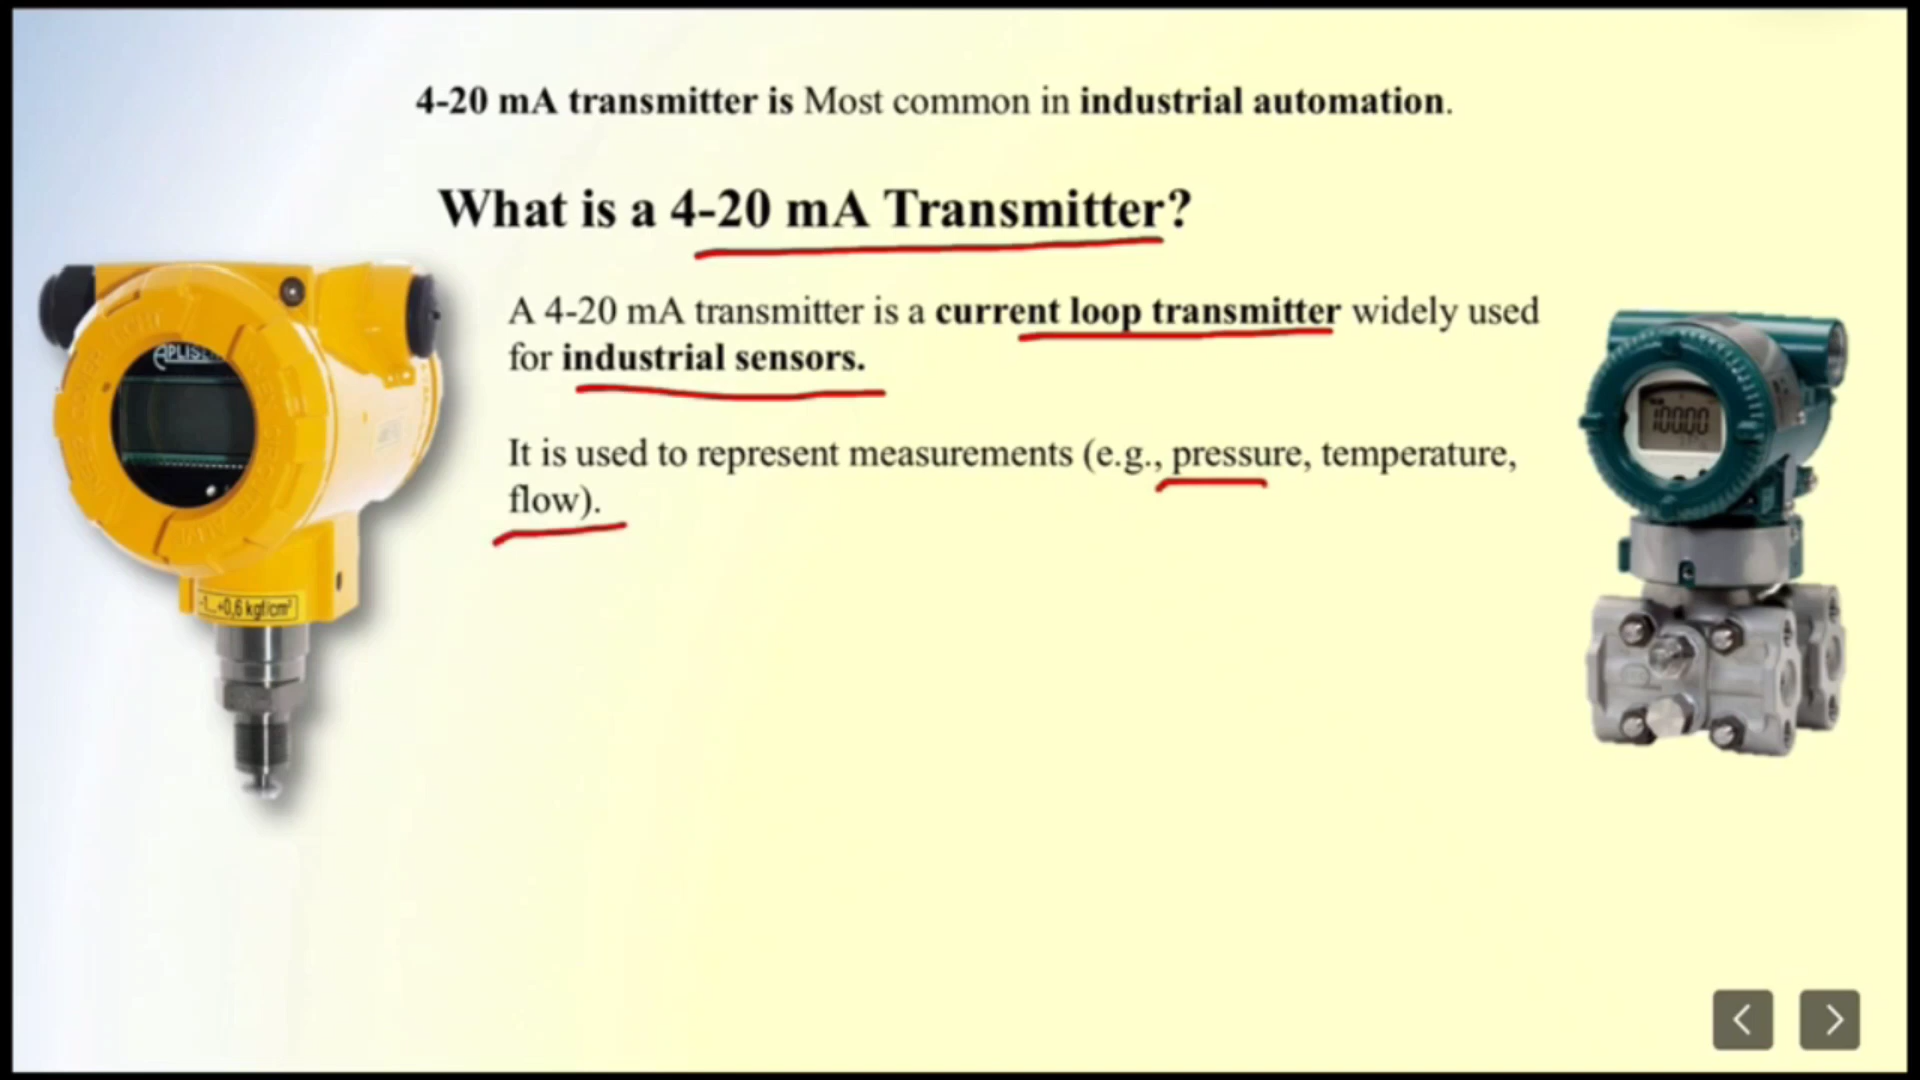 4-20 mA transmitter is Most common in industrial automation.
What is a 4-20 mA Transmitter?
A 4-20 mA transmitter is a current loop transmitter widely used
for industrial sensors.
It is used to represent measurements (e.g., pressure, temperature,
flow).
-1...+0,6 kgf/cm²
10000